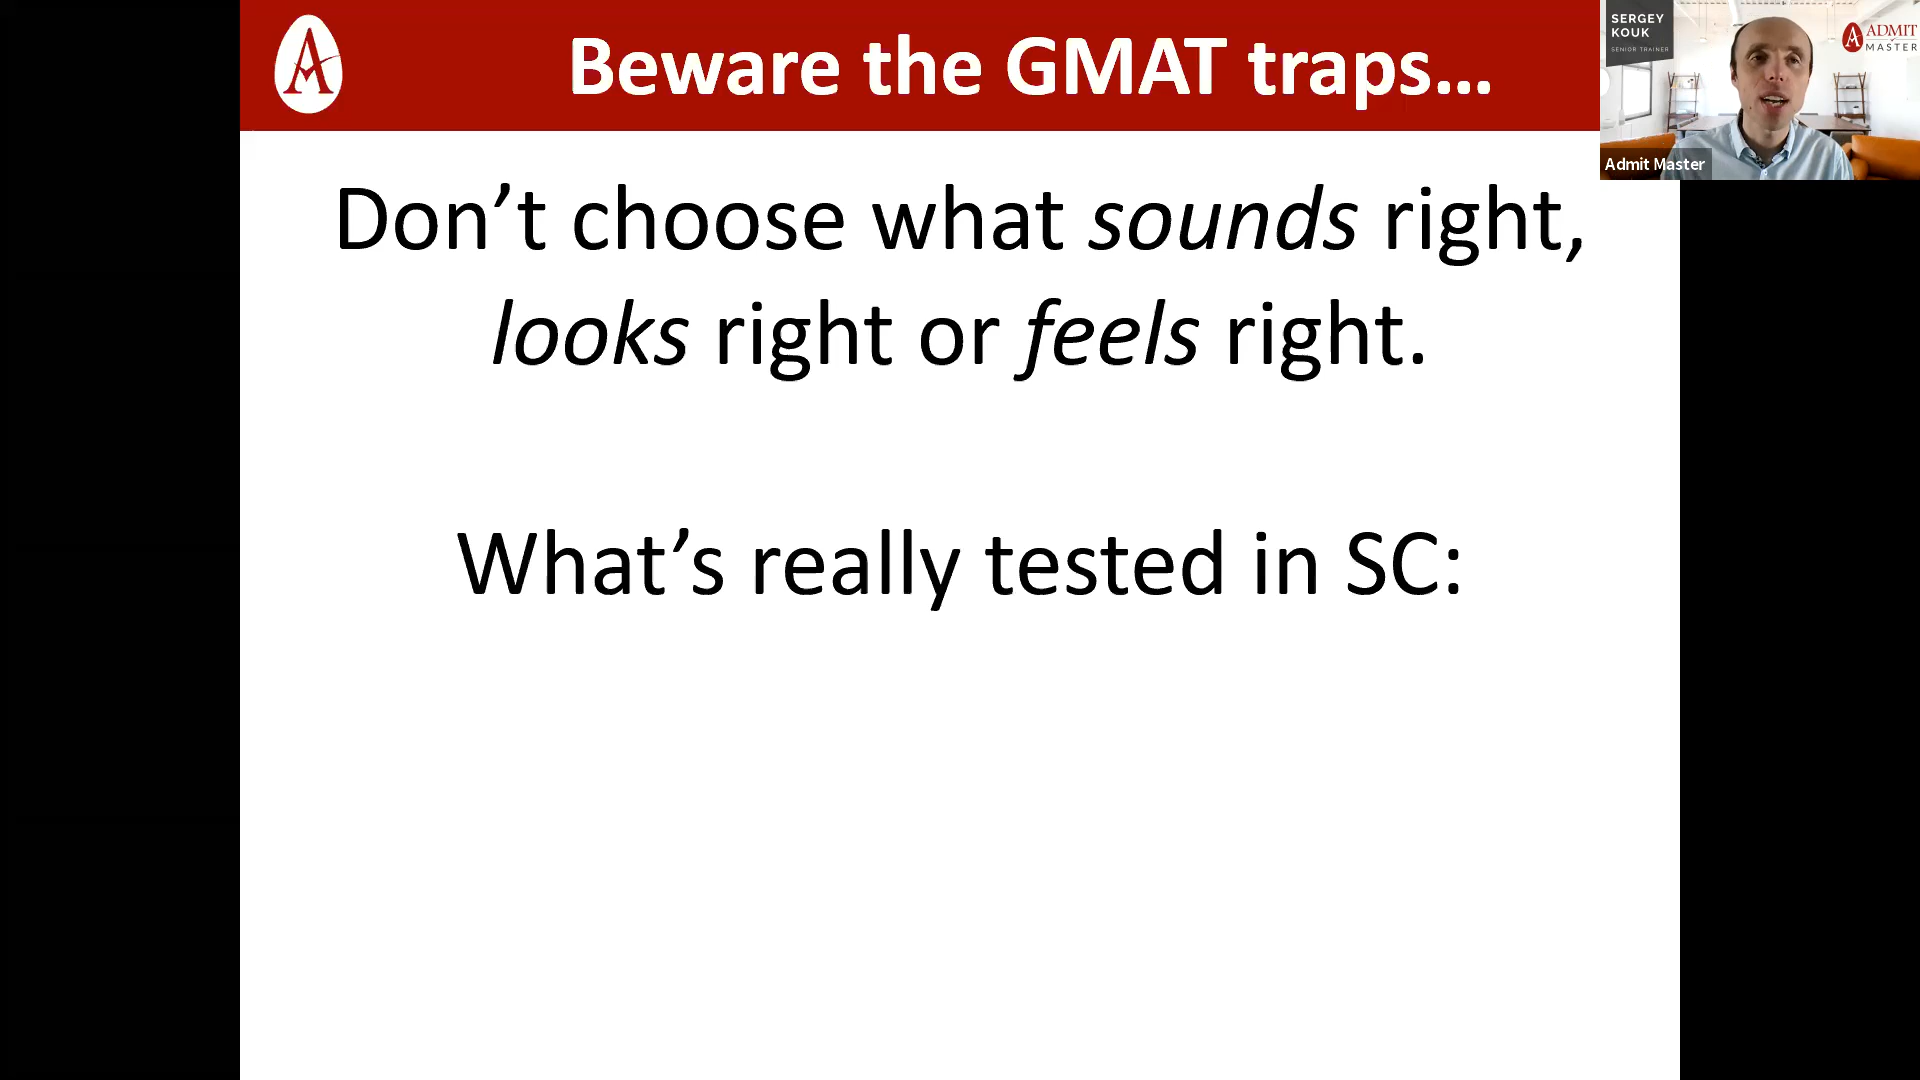 Beware the GMAT traps...
Don’t choose what sounds right,
looks right or feels right.
What’s really tested in SC:
SERGEY
KOUK
SENIOR TRAINER
ADMIT
MASTER
Admit Master